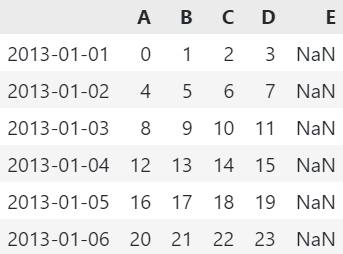 A B C D E
2013-01-01 0 1 2 3 NaN
2013-01-02 4 5 6 7 NaN
2013-01-03 8 9 10 11 NaN
2013-01-04 12 13 14 15 NaN
2013-01-05 16 17 18 19 NaN
2013-01-06 20 21 22 23 NaN